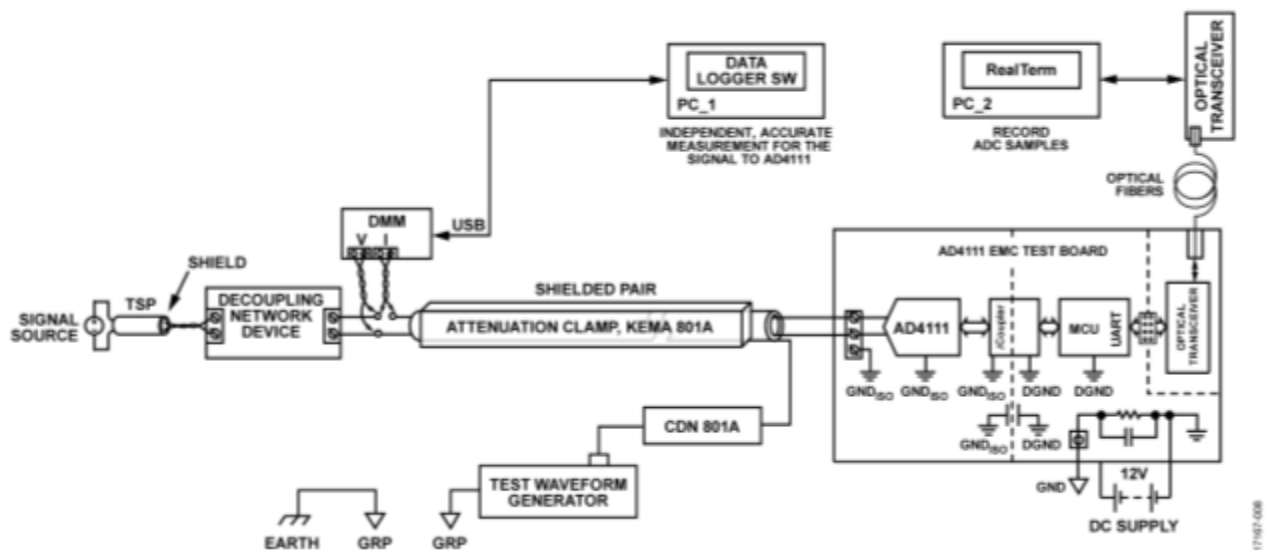 DATA
LOGGER SW
PC_1
INDEPENDENT, ACCURATE
MEASUREMENT FOR THE
SIGNAL TO AD4111
RealTerm
PC_2
RECORD
ADC SAMPLES
OPTICAL
TRANSCEIVER
OPTICAL
FIBERS
DMM
V I
USB
SHIELD
TSP
SIGNAL
SOURCE
DECOUPLING
NETWORK
DEVICE
SHIELDED PAIR
ATTENUATION CLAMP, KEMA 801A
AD4111 EMC TEST BOARD
AD4111
iCoupler
MCU
UART
OPTICAL
TRANSCEIVER
GNDISO
GNDISO
GNDISO
DGND
DGND
GNDISO
DGND
CDN 801A
TEST WAVEFORM
GENERATOR
EARTH
GRP
GRP
GND
12V
DC SUPPLY
17167-008